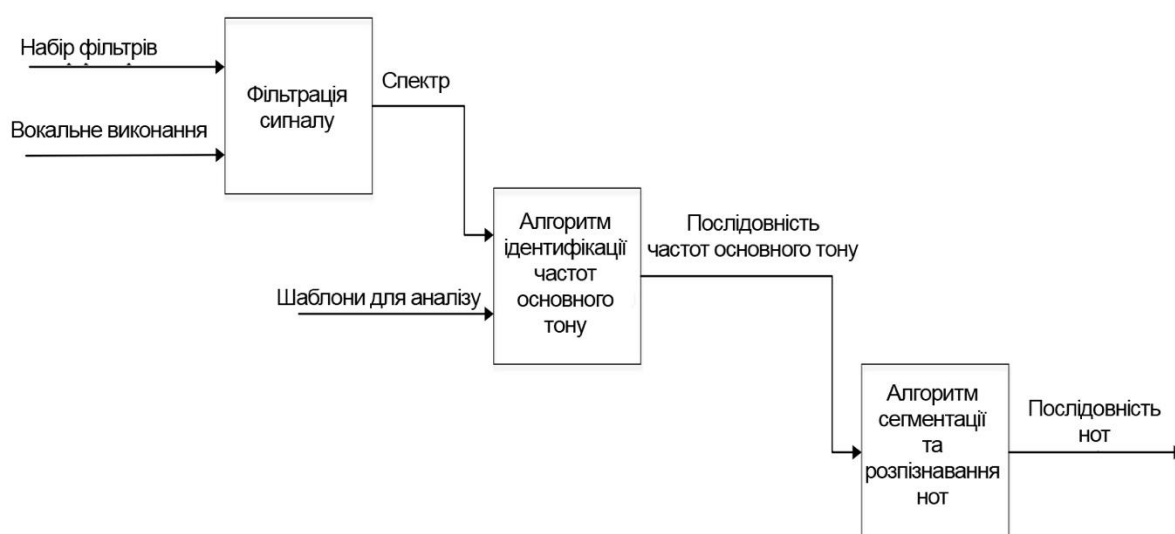 Набір фільтрів
Вокальне виконання
Фільтрація
сигналу
Спектр
Шаблони для аналізу
Алгоритм
ідентифікації
частот
основного
тону
Послідовність
частот основного тону
Алгоритм
сегментації
та
розпізнавання
нот
Послідовність
нот